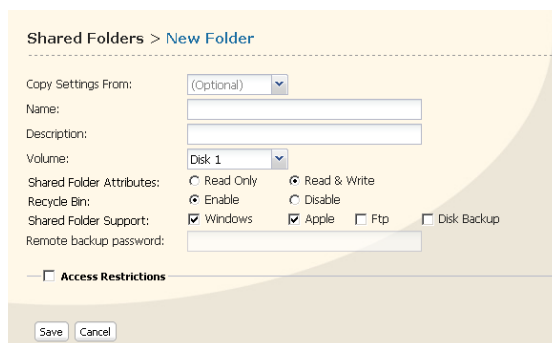 Shared Folders > New Folder
Copy Settings From: (Optional)
Name:
Description:
Volume: Disk 1
Shared Folder Attributes: Read Only Read & Write
Recycle Bin: Enable Disable
Shared Folder Support: Windows Apple Ftp Disk Backup
Remote backup password:
Access Restrictions
Save Cancel